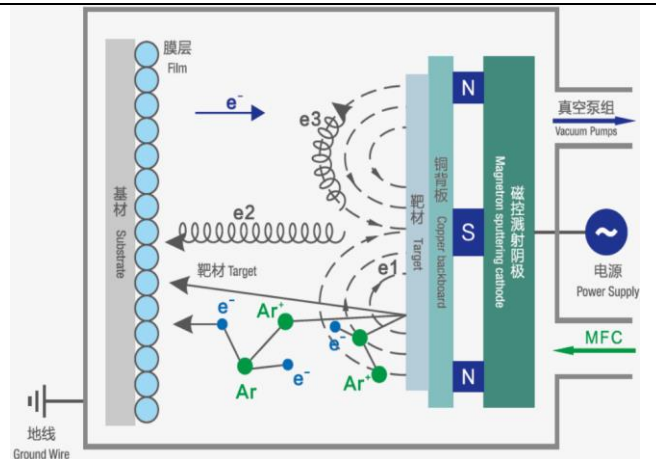 膜层
Film
e⁻
e3
e2
e1
基材 Substrate
靶材 Target
靶材 Target
铜背板 Copper backboard
N
S
N
磁控溅射阴极
Magnetron sputtering cathode
真空泵组
Vacuum Pumps
电源
Power Supply
MFC
e⁻
Ar⁺
e⁻
Ar
e⁻
Ar⁺
地线
Ground Wire